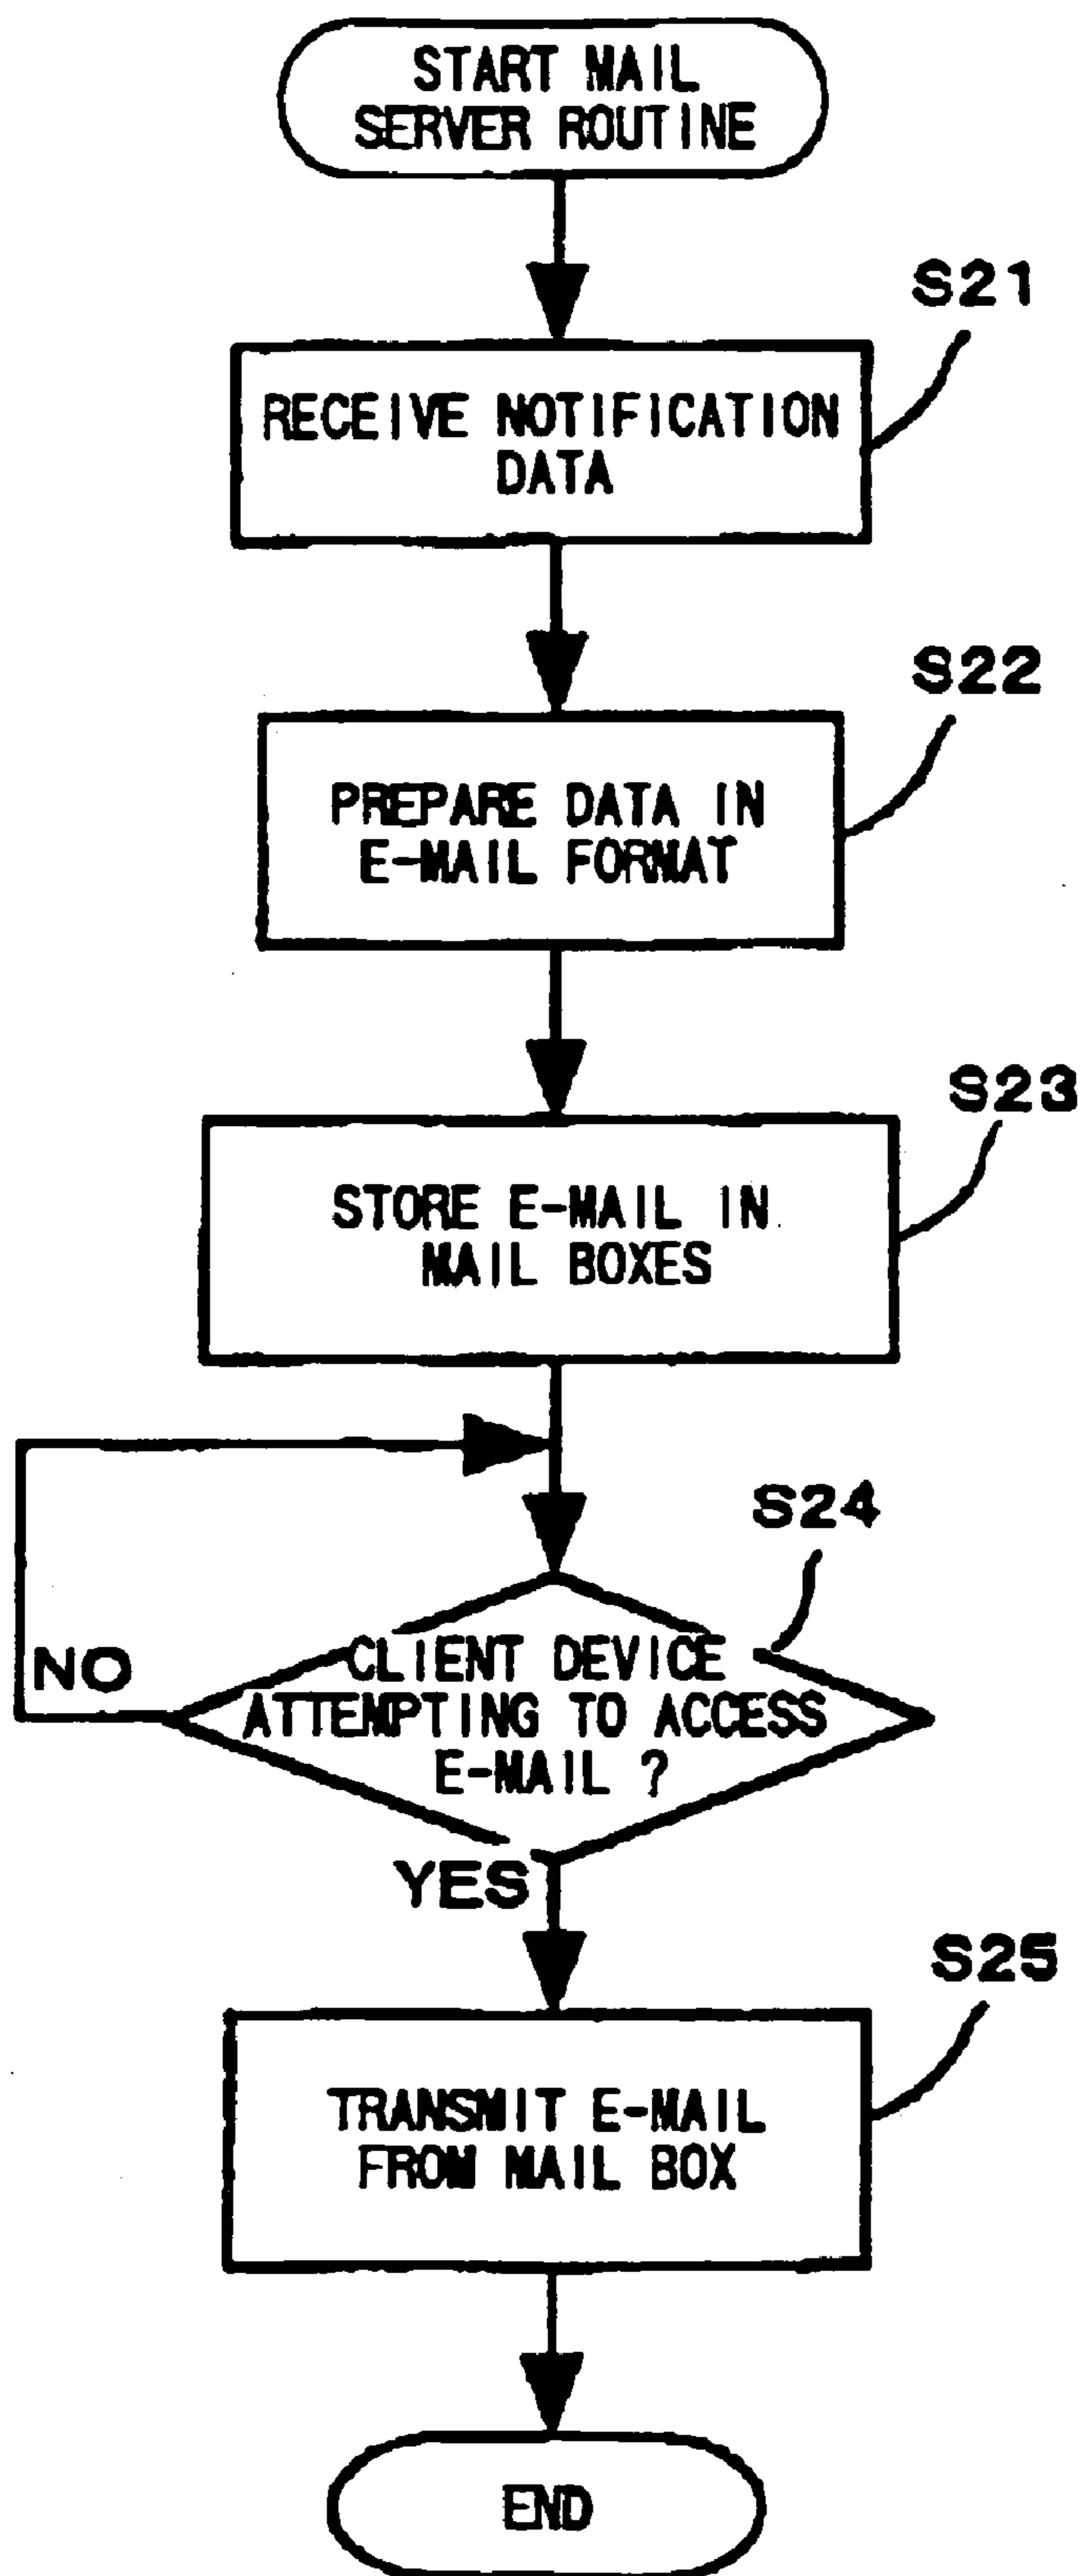 START MAIL
SERVER ROUTINE
S21
RECEIVE NOTIFICATION
DATA
S22
PREPARE DATA IN
E-MAIL FORMAT
S23
STORE E-MAIL IN
MAIL BOXES
S24
NO
CLIENT DEVICE
ATTEMPTING TO ACCESS
E-MAIL ?
YES
S25
TRANSMIT E-MAIL
FROM MAIL BOX
END